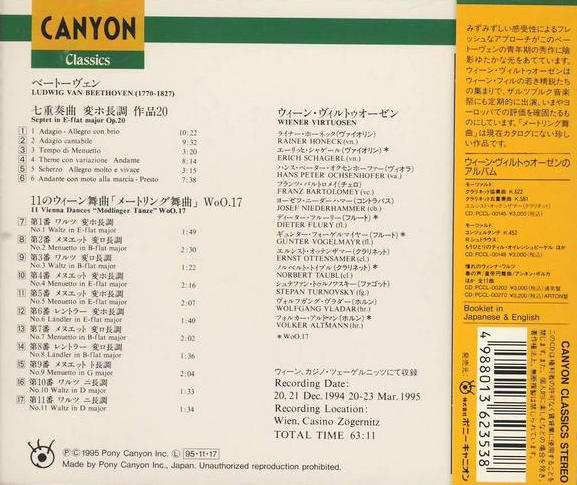 CANYON
Classics
ベートーヴェン
LUDWIG VAN BEETHOVEN (1770-1827)
七重奏曲 変ホ長調 作品20
Septet in E-flat major Op.20
1 1 Adagio - Allegro con brio 10:22
2 2 Adagio cantabile 9:32
3 3 Tempo di Menuetto 3:20
4 4 Theme con variazione Andante 8:14
5 5 Scherzo Allegro molto e vivace 3:15
6 6 Andante con moto alla marcia - Presto 7:38
11のウィーン舞曲「メートリング舞曲」WoO.17
11 Vienna Dances "Mödlinger Tänze" WoO.17
7 第1番 ワルツ 変ホ長調
No.1 Waltz in E-flat major 1:49
8 第2番 メヌエット 変ロ長調
No.2 Menuetto in B-flat major 2:30
9 第3番 ワルツ 変ロ長調
No.3 Waltz in B-flat major 1:22
10 第4番 メヌエット 変ホ長調
No.4 Menuetto in E-flat major 2:16
11 第5番 メヌエット 変ホ長調
No.5 Menuetto in E-flat major 2:07
12 第6番 レントラー 変ホ長調
No.6 Ländler in E-flat major 1:52
13 第7番 メヌエット 変ロ長調
No.7 Menuetto in B-flat major 2:20
14 第8番 レントラー 変ロ長調
No.8 Ländler in B-flat major 1:36
15 第9番 メヌエット ト長調
No.9 Menuetto in G major 2:04
16 第10番 ワルツ ニ長調
No.10 Waltz in D major 1:36
17 第11番 ワルツ ニ長調
No.11 Waltz in D major 1:34
ウィーン・ヴィルトゥオーゼン
WIENER VIRTUOSEN
ライナー・ホーネック(ヴァイオリン)
RAINER HONECK (vn.)
エーリッヒ・シャゲール(ヴァイオリン)*
ERICH SCHAGERL (vn.)
ハンス・ペーター・オクセンホーファー(ヴィオラ)
HANS PETER OCHSENHOFER (va.)
フランツ・バルトロメイ(チェロ)
FRANZ BARTOLOMEY (vc.)
ヨーゼフ・ニーダーハマー(コントラバス)
JOSEF NIEDERHAMMER (cb.)
ディーター・フルーリー(フルート)*
DIETER FLURY (fl.)
ギュンター・フォーゲルマイヤー(フルート)*
GUNTER VOGELMAYR (fl.)
エルンスト・オッテンザマー(クラリネット)
ERNST OTTENSAMER (cl.)
ノルベルト・トイブル(クラリネット)*
NORBERT TÄUBL (cl.)
シュテファン・トゥルノフスキー(ファゴット)
STEPAN TURNOVSKY (fg.)
ヴォルフガング・ヴラダー(ホルン)
WOLFGANG VLADAR (hr.)
フォルカー・アルトマン(ホルン)*
VOLKER ALTMANN (hr.)
*WoO.17
ウィーン、カジノ・ツェーゲルニッツにて収録
Recording Date:
20, 21 Dec. 1994 20-23 Mar. 1995
Recording Location:
Wien, Casino Zögernitz
TOTAL TIME 63:11
Ⓟ© 1995 Pony Canyon Inc. Ⓛ 95・11・17
Made by Pony Canyon Inc., Japan. Unauthorized reproduction prohibited.
みずみずしい感受性によるフレ
ッシュなアプローチがこのベー
トーヴェンの青年期の秀作に陰
影ゆたかな光をあてています。
ウィーン・ヴィルトゥオーゼンは
ウィーン・フィルの若き精鋭たち
の集まりで、ザルツブルク音楽
祭にも定期的に出演、いまやヨ
ーロッパでの評価を確固たる
ものにしています。「メートリング舞
曲」は現在カタログにない珍し
い作品です。
ウィーン・ヴィルトゥオーゼンの
アルバム
モーツァルト
クラリネット協奏曲 K.622
クラリネット五重奏曲 K.581
エルンスト・オッテンザマー(クラリネット)
CD: PCCL-00145 ¥3,000(税込)
モーツァルト
コンツェルタンテ K.452
R.シュトラウス
もうひとりのティル・オイレンシュピーゲル ほか
CD: PCCL-00148 ¥3,000(税込)
憧れのウィンナ・ワルツ
春の声/皇帝円舞曲/アンネン・ポルカ
ほか 全11曲
CD: PCCL-00202 ¥3,000(税込)通常盤
CD: PCCL-00270 ¥3,200(税込)ARTON盤
Booklet in
Japanese & English
発売元:
株式会社 ポニーキャニオン
4988013623538
CANYON CLASSICS STEREO